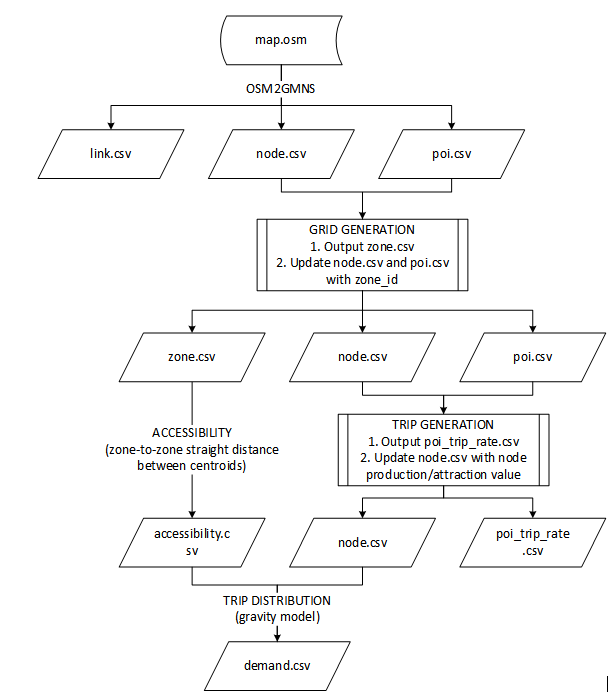 map.osm
OSM2GMNS
link.csv
node.csv
poi.csv
GRID GENERATION
1. Output zone.csv
2. Update node.csv and poi.csv
with zone_id
zone.csv
node.csv
poi.csv
ACCESSIBILITY
(zone-to-zone straight distance
between centroids)
TRIP GENERATION
1. Output poi_trip_rate.csv
2. Update node.csv with node
production/attraction value
accessibility.c
sv
node.csv
poi_trip_rate
.csv
TRIP DISTRIBUTION
(gravity model)
demand.csv